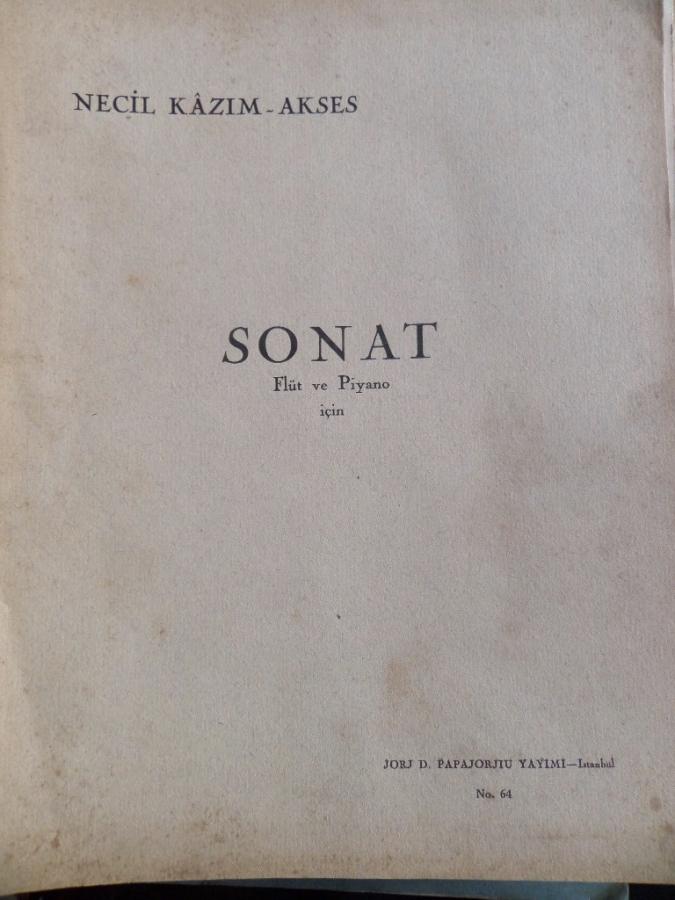 NECİL KÂZIM-AKSES
SONAT
Flüt ve Piyano
için
JORJ D. PAPAJORJIU YAYIMI—Istanbul
No. 64